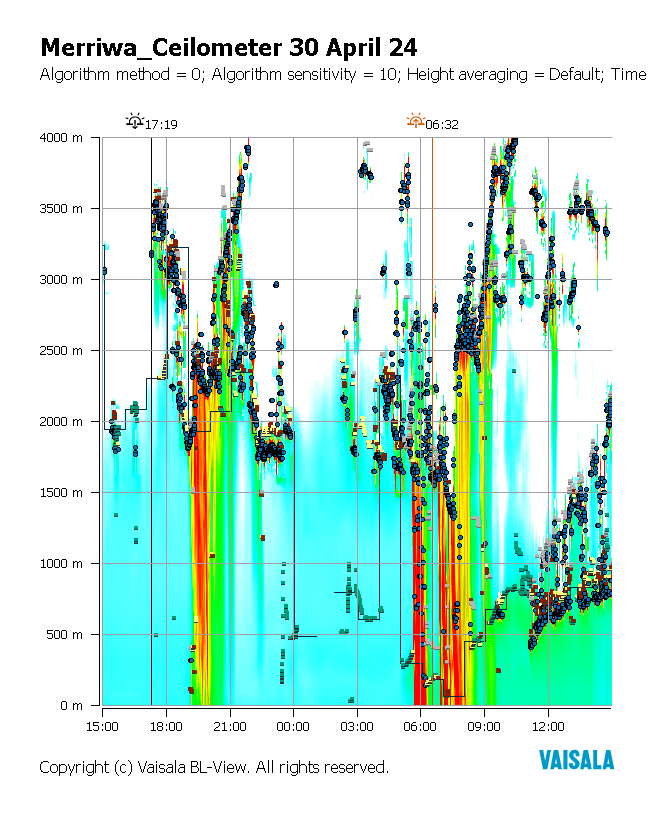 Merriwa_Ceilometer 30 April 24
Algorithm method = 0; Algorithm sensitivity = 10; Height averaging = Default; Time
17:19 06:32
4000 m
3500 m
3000 m
2500 m
2000 m
1500 m
1000 m
500 m
0 m
15:00 18:00 21:00 00:00 03:00 06:00 09:00 12:00
Copyright (c) Vaisala BL-View. All rights reserved.
VAISALA